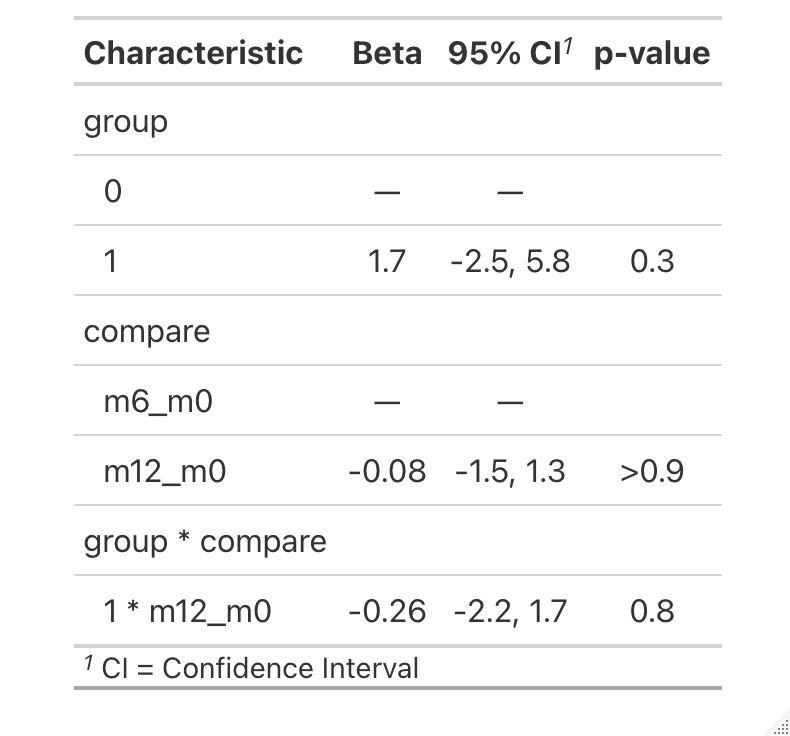 Characteristic Beta 95% CI¹ p-value
group
0 — —
1 1.7 -2.5, 5.8 0.3
compare
m6_m0 — —
m12_m0 -0.08 -1.5, 1.3 >0.9
group * compare
1 * m12_m0 -0.26 -2.2, 1.7 0.8
¹ CI = Confidence Interval